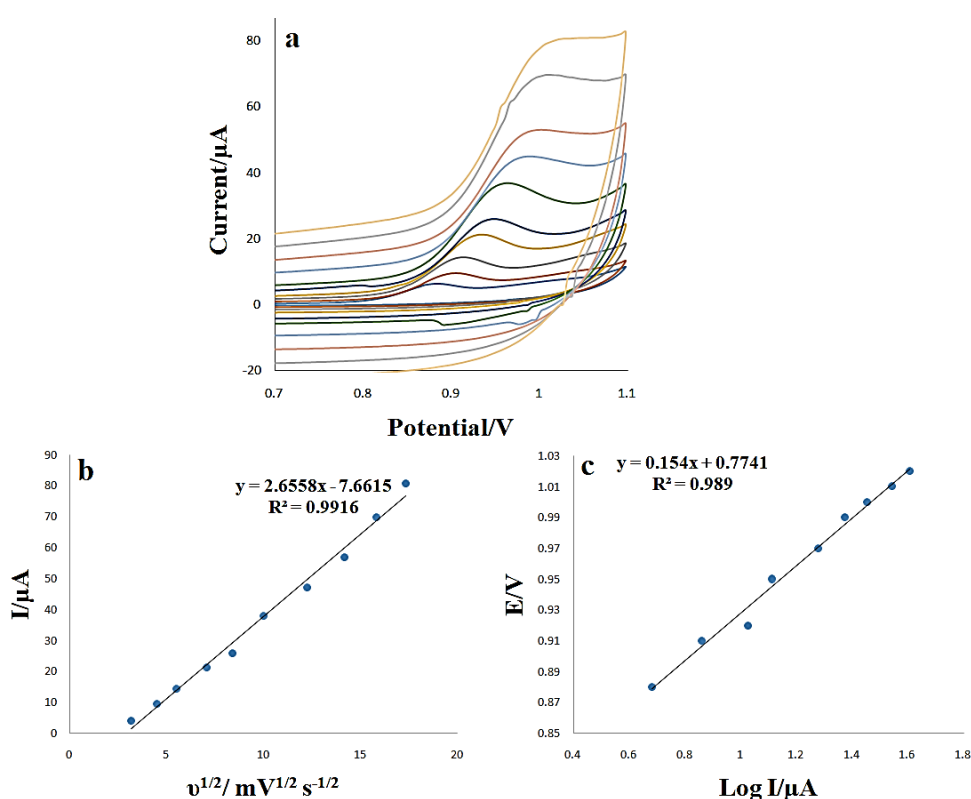 a
80
60
40
20
0
-20
Current/μA
0.7 0.8 0.9 1 1.1
Potential/V
b
90
80
70
60
50
40
30
20
10
0
I/μA
y = 2.6558x - 7.6615
R² = 0.9916
0 5 10 15 20
υ1/2/ mV1/2 s-1/2
c
1.03
1.01
0.99
0.97
0.95
0.93
0.91
0.89
0.87
0.85
E/V
y = 0.154x + 0.7741
R² = 0.989
0.4 0.6 0.8 1 1.2 1.4 1.6 1.8
Log I/μA